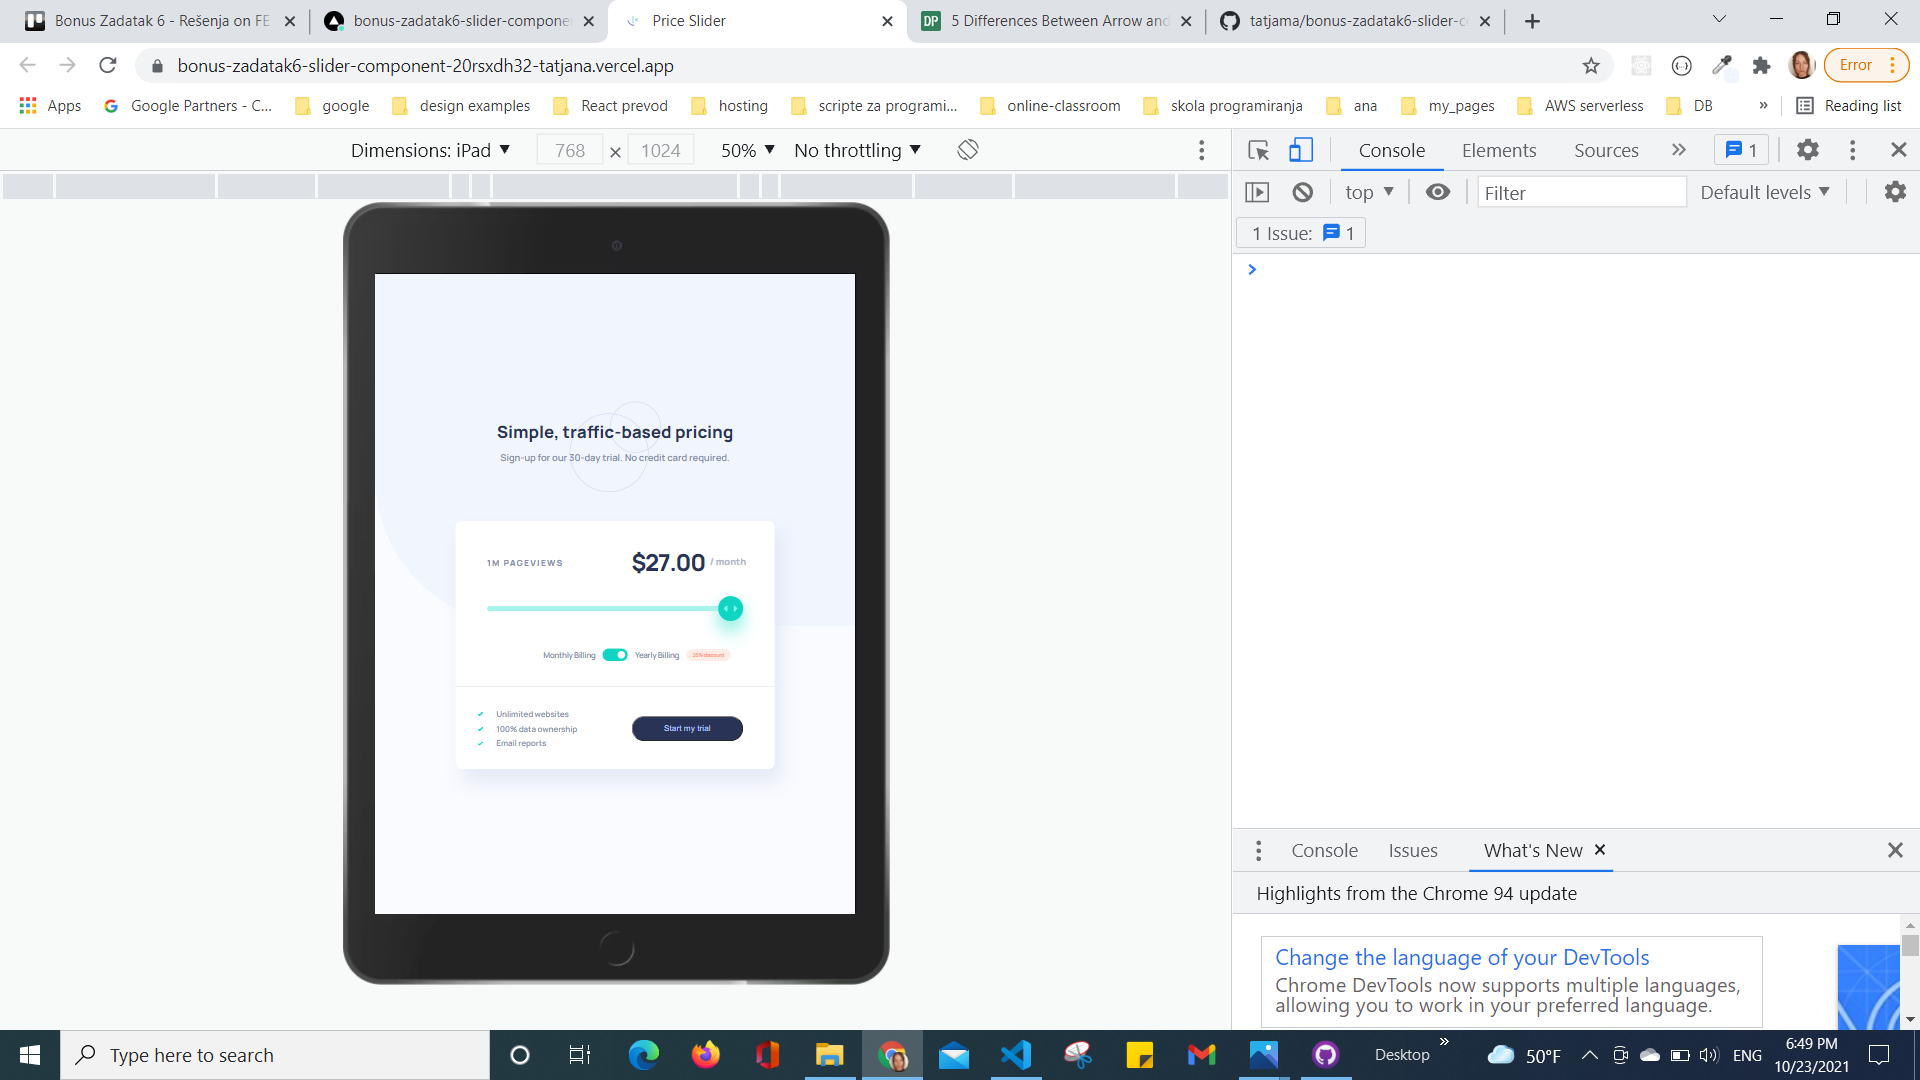 Bonus Zadatak 6 - Rešenja on FE
bonus-zadatak6-slider-compone
Price Slider
DP 5 Differences Between Arrow and
tatjama/bonus-zadatak6-slider-c
bonus-zadatak6-slider-component-20rsxdh32-tatjana.vercel.app
Error
Apps
Google Partners - C...
google
design examples
React prevod
hosting
scripte za programi...
online-classroom
skola programiranja
ana
my_pages
AWS serverless
DB
»
Reading list
Dimensions: iPad
768 × 1024
50%
No throttling
Console
Elements
Sources
»
1
top
Filter
Default levels
1 Issue: 1
Simple, traffic-based pricing
Sign-up for our 30-day trial. No credit card required.
1M PAGEVIEWS
$27.00 / month
Monthly Billing
Yearly Billing
25% discount
Unlimited websites
100% data ownership
Email reports
Start my trial
Console
Issues
What's New
Highlights from the Chrome 94 update
Change the language of your DevTools
Chrome DevTools now supports multiple languages,
allowing you to work in your preferred language.
Type here to search
Desktop
»
50°F
ENG
6:49 PM
10/23/2021